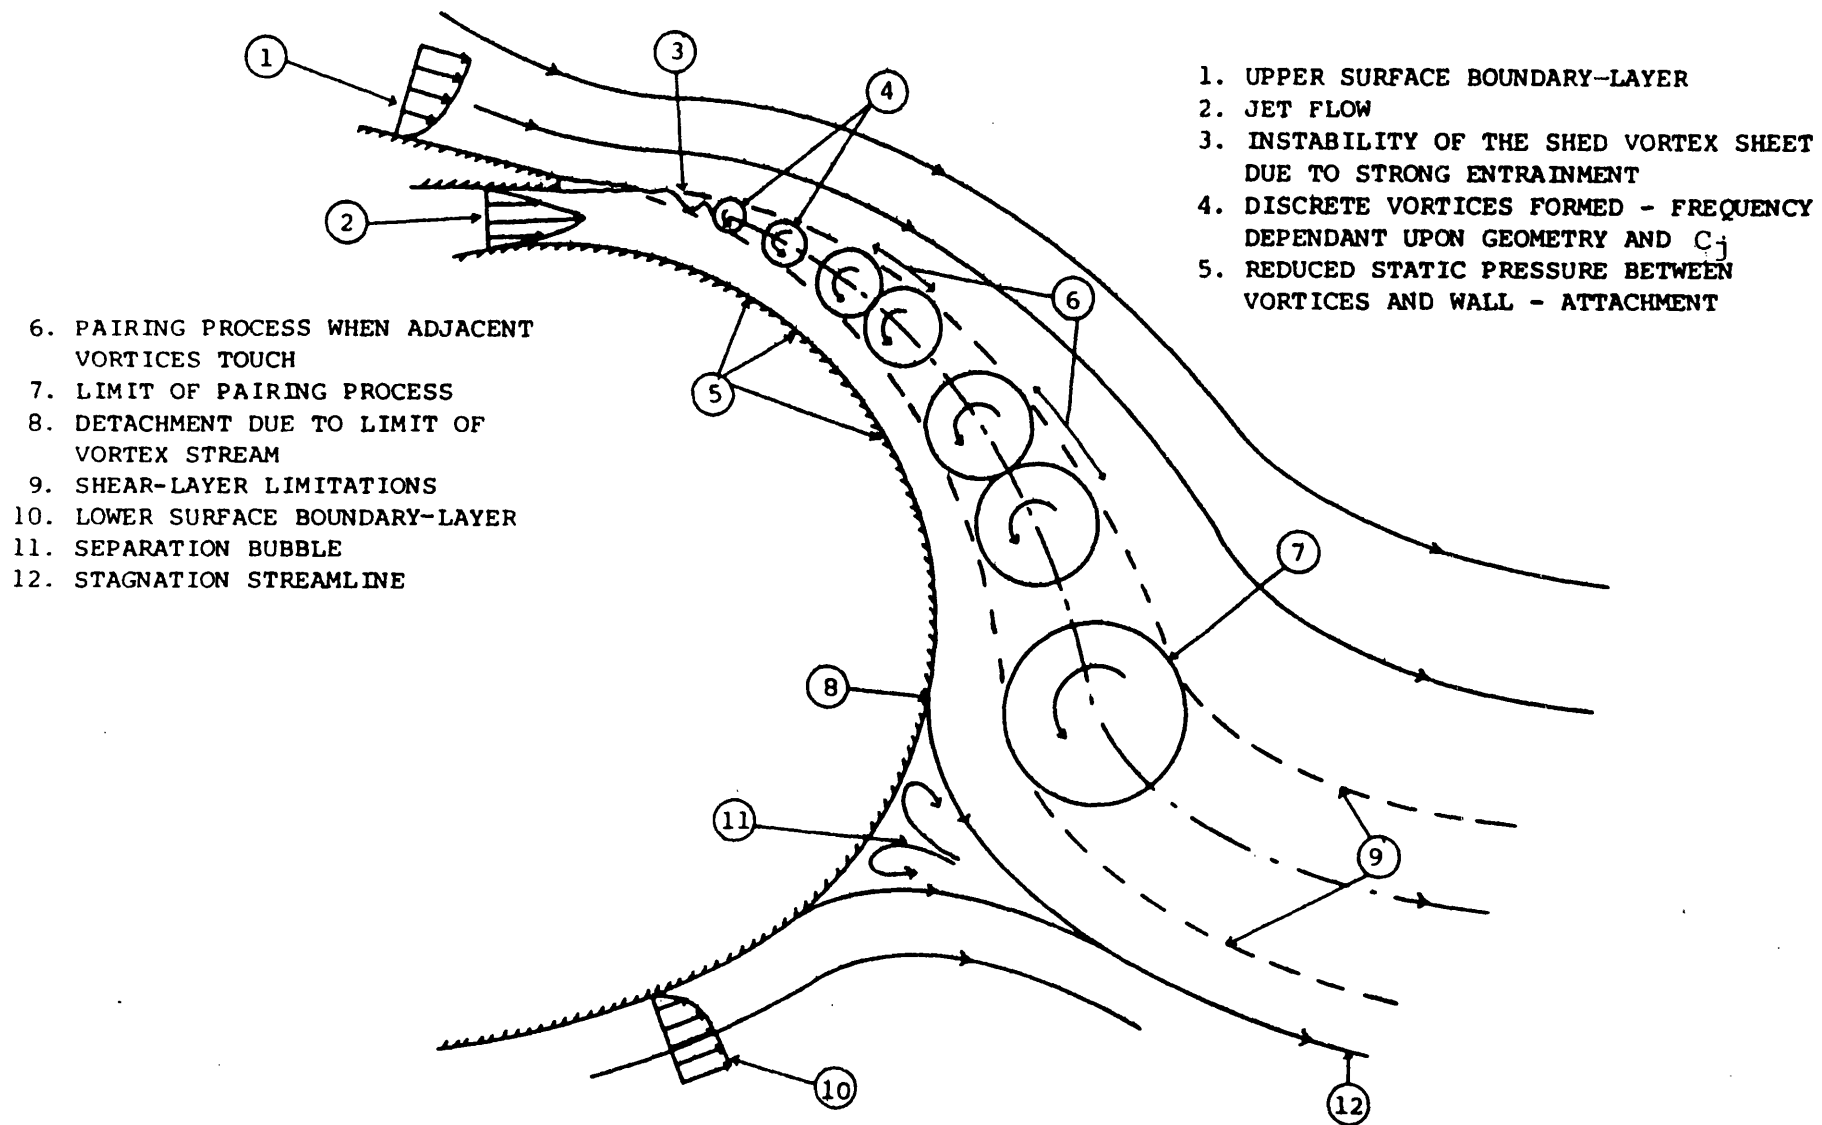 1. UPPER SURFACE BOUNDARY-LAYER
2. JET FLOW
3. INSTABILITY OF THE SHED VORTEX SHEET
DUE TO STRONG ENTRAINMENT
4. DISCRETE VORTICES FORMED - FREQUENCY
DEPENDANT UPON GEOMETRY AND Cj
5. REDUCED STATIC PRESSURE BETWEEN
VORTICES AND WALL - ATTACHMENT
6. PAIRING PROCESS WHEN ADJACENT
VORTICES TOUCH
7. LIMIT OF PAIRING PROCESS
8. DETACHMENT DUE TO LIMIT OF
VORTEX STREAM
9. SHEAR-LAYER LIMITATIONS
10. LOWER SURFACE BOUNDARY-LAYER
11. SEPARATION BUBBLE
12. STAGNATION STREAMLINE
1
3
4
2
6
5
7
8
11
9
10
12